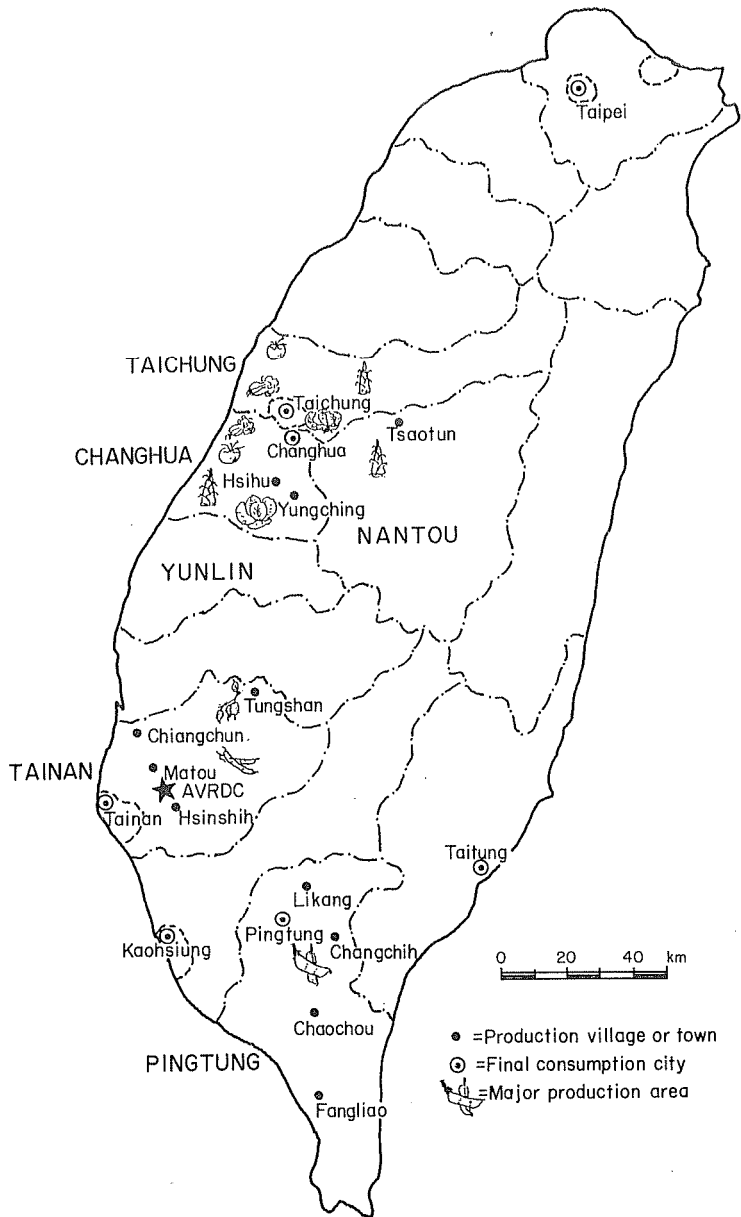 Taipei
TAICHUNG
Taichung
Tsaotun
Changhua
CHANGHUA
Hsihu
Yungching
NANTOU
YUNLIN
Tungshan
Chiangchun
TAINAN
Matou
AVRDC
Tainan
Hsinshih
Taitung
Likang
Pingtung
Kaohsiung
Changchih
0 20 40 km
Chaochou
=Production village or town
PINGTUNG
=Final consumption city
=Major production area
Fangliao